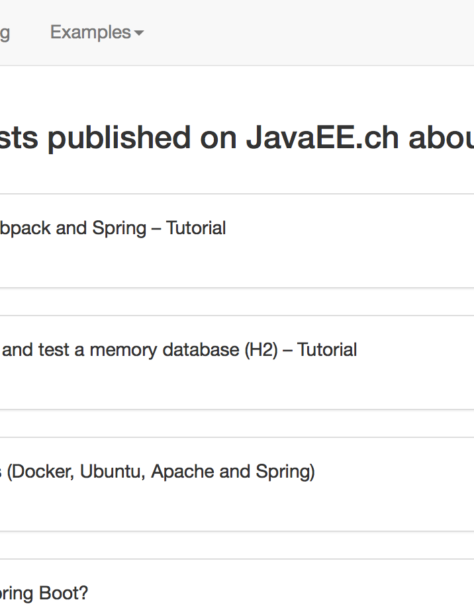 g Examples
sts published on JavaEE.ch abou
bpack and Spring – Tutorial
and test a memory database (H2) – Tutorial
s (Docker, Ubuntu, Apache and Spring)
oring Boot?